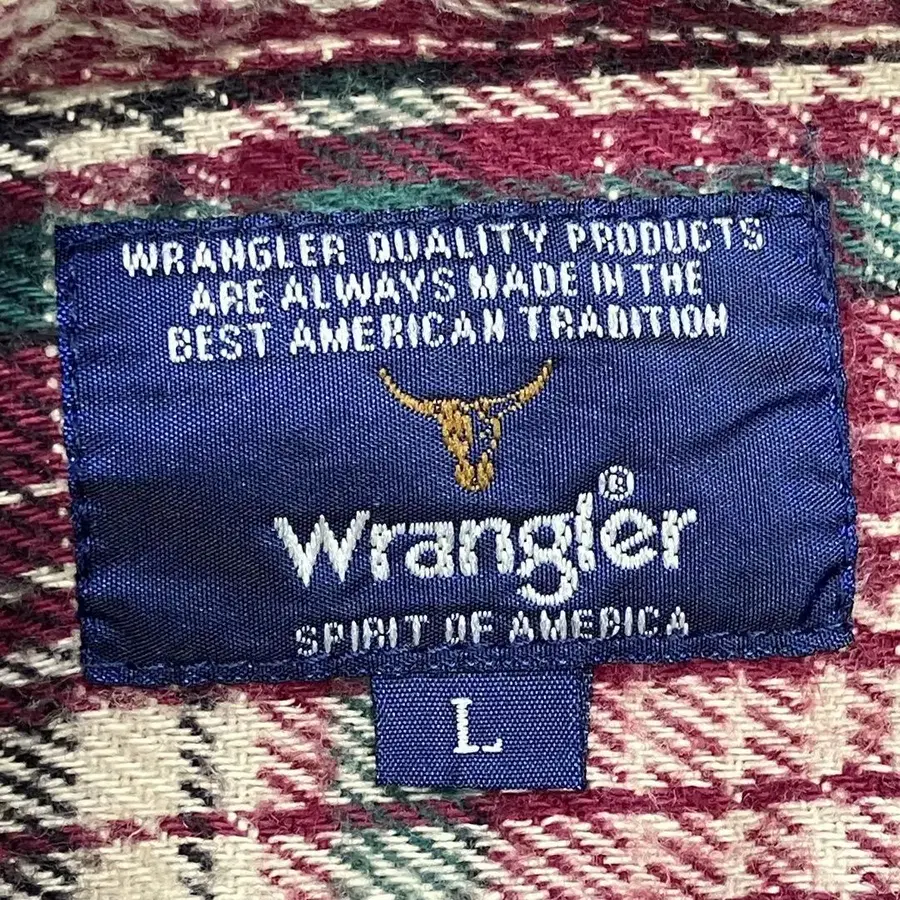 WRANGLER QUALITY PRODUCTS
ARE ALWAYS MADE IN THE
BEST AMERICAN TRADITION
Wrangler®
SPIRIT OF AMERICA
L